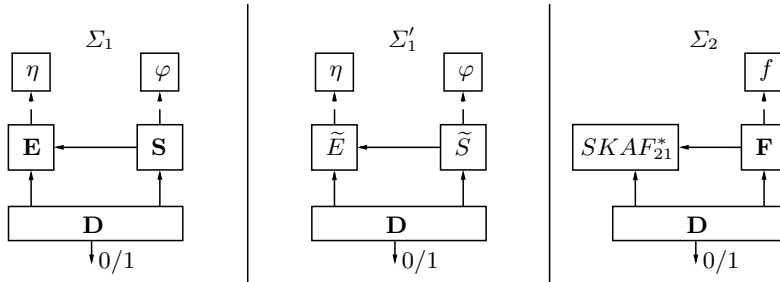 Σ₁ Σ′₁ Σ₂
η φ η φ f
E S Ẽ S̃ SKAF*₂₁ F
D D D
0/1 0/1 0/1